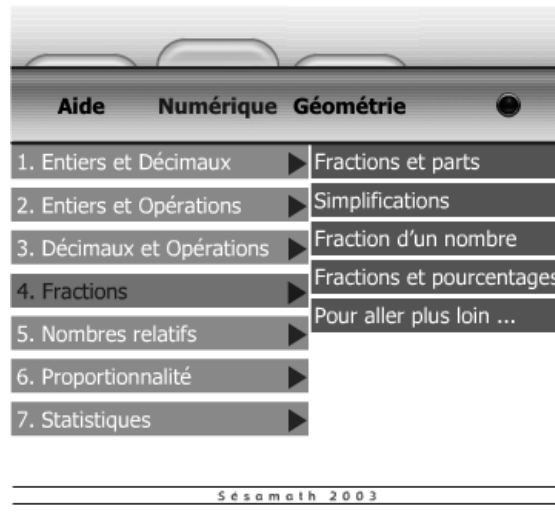 Aide Numérique Géométrie
1. Entiers et Décimaux
2. Entiers et Opérations
3. Décimaux et Opérations
4. Fractions
5. Nombres relatifs
6. Proportionnalité
7. Statistiques
Fractions et parts
Simplifications
Fraction d'un nombre
Fractions et pourcentages
Pour aller plus loin ...
Sésamath 2003